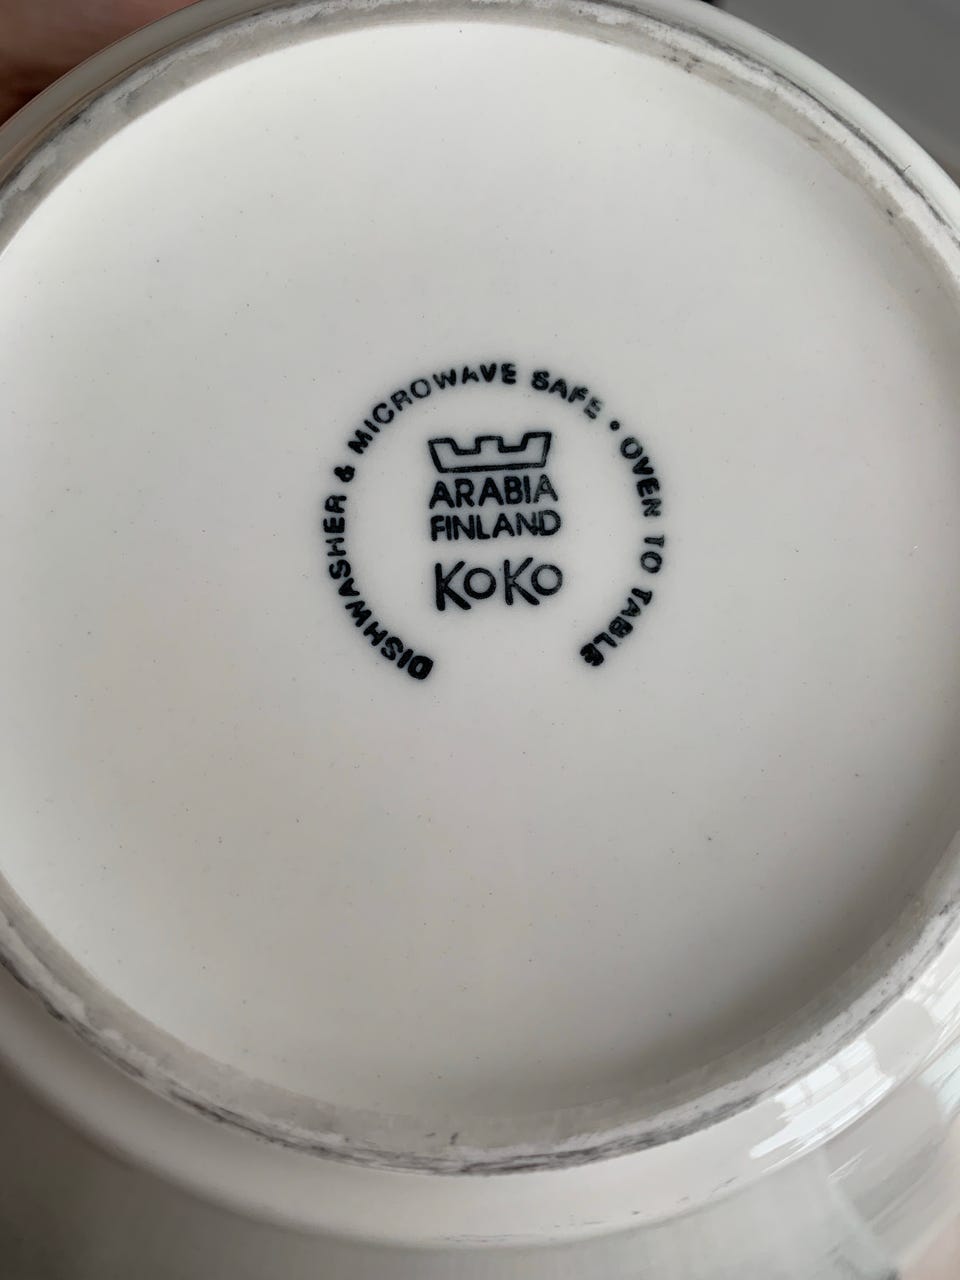 DISHWASHER & MICROWAVE SAFE • OVEN TO TABLE
ARABIA
FINLAND
KoKo